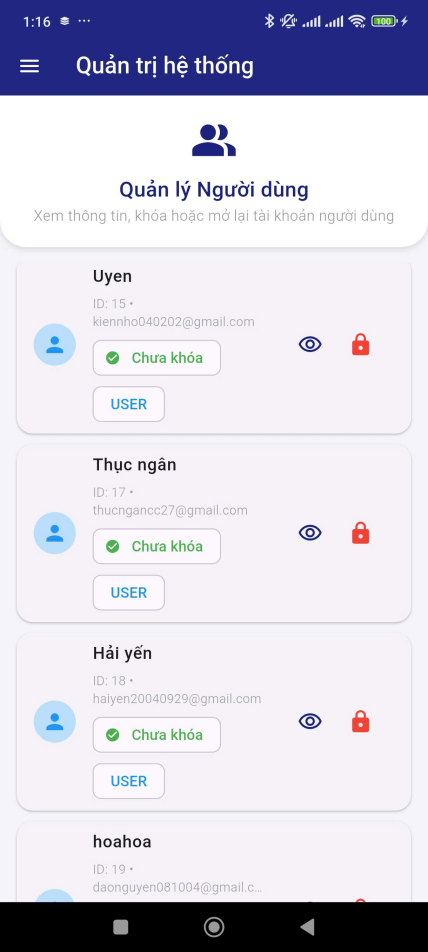 1:16
100
Quản trị hệ thống
Quản lý Người dùng
Xem thông tin, khóa hoặc mở lại tài khoản người dùng
Uyen
ID: 15 •
kiennho040202@gmail.com
Chưa khóa
USER
Thục ngân
ID: 17 •
thucngancc27@gmail.com
Chưa khóa
USER
Hải yến
ID: 18 •
haiyen20040929@gmail.com
Chưa khóa
USER
hoahoa
ID: 19 •
daonguyen081004@gmail.c...